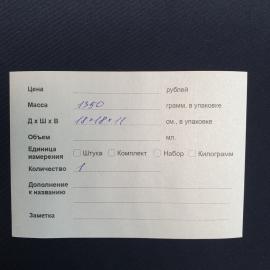 Цена рублей
Масса 1350 грамм, в упаковке
Д х Ш х В 18×18×11 см., в упаковке
Объем мл.
Единица
измерения Штука Комплект Набор Килограмм
Количество 1
Дополнение
к названию
Заметка